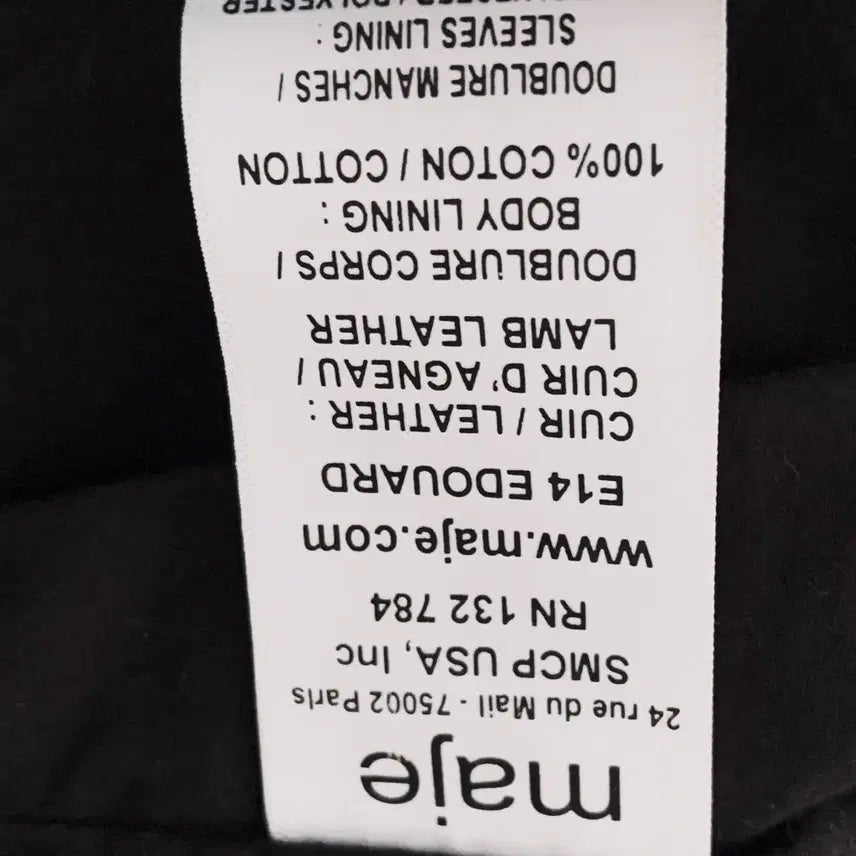 maje
24 rue du Mail - 75002 Paris
SMCP USA, Inc
RN 132 784
www.maje.com
E14 EDOUARD
CUIR / LEATHER :
CUIR D'AGNEAU /
LAMB LEATHER
DOUBLURE CORPS /
BODY LINING :
100% COTON / COTTON
DOUBLURE MANCHES /
SLEEVES LINING :
POLYESTER